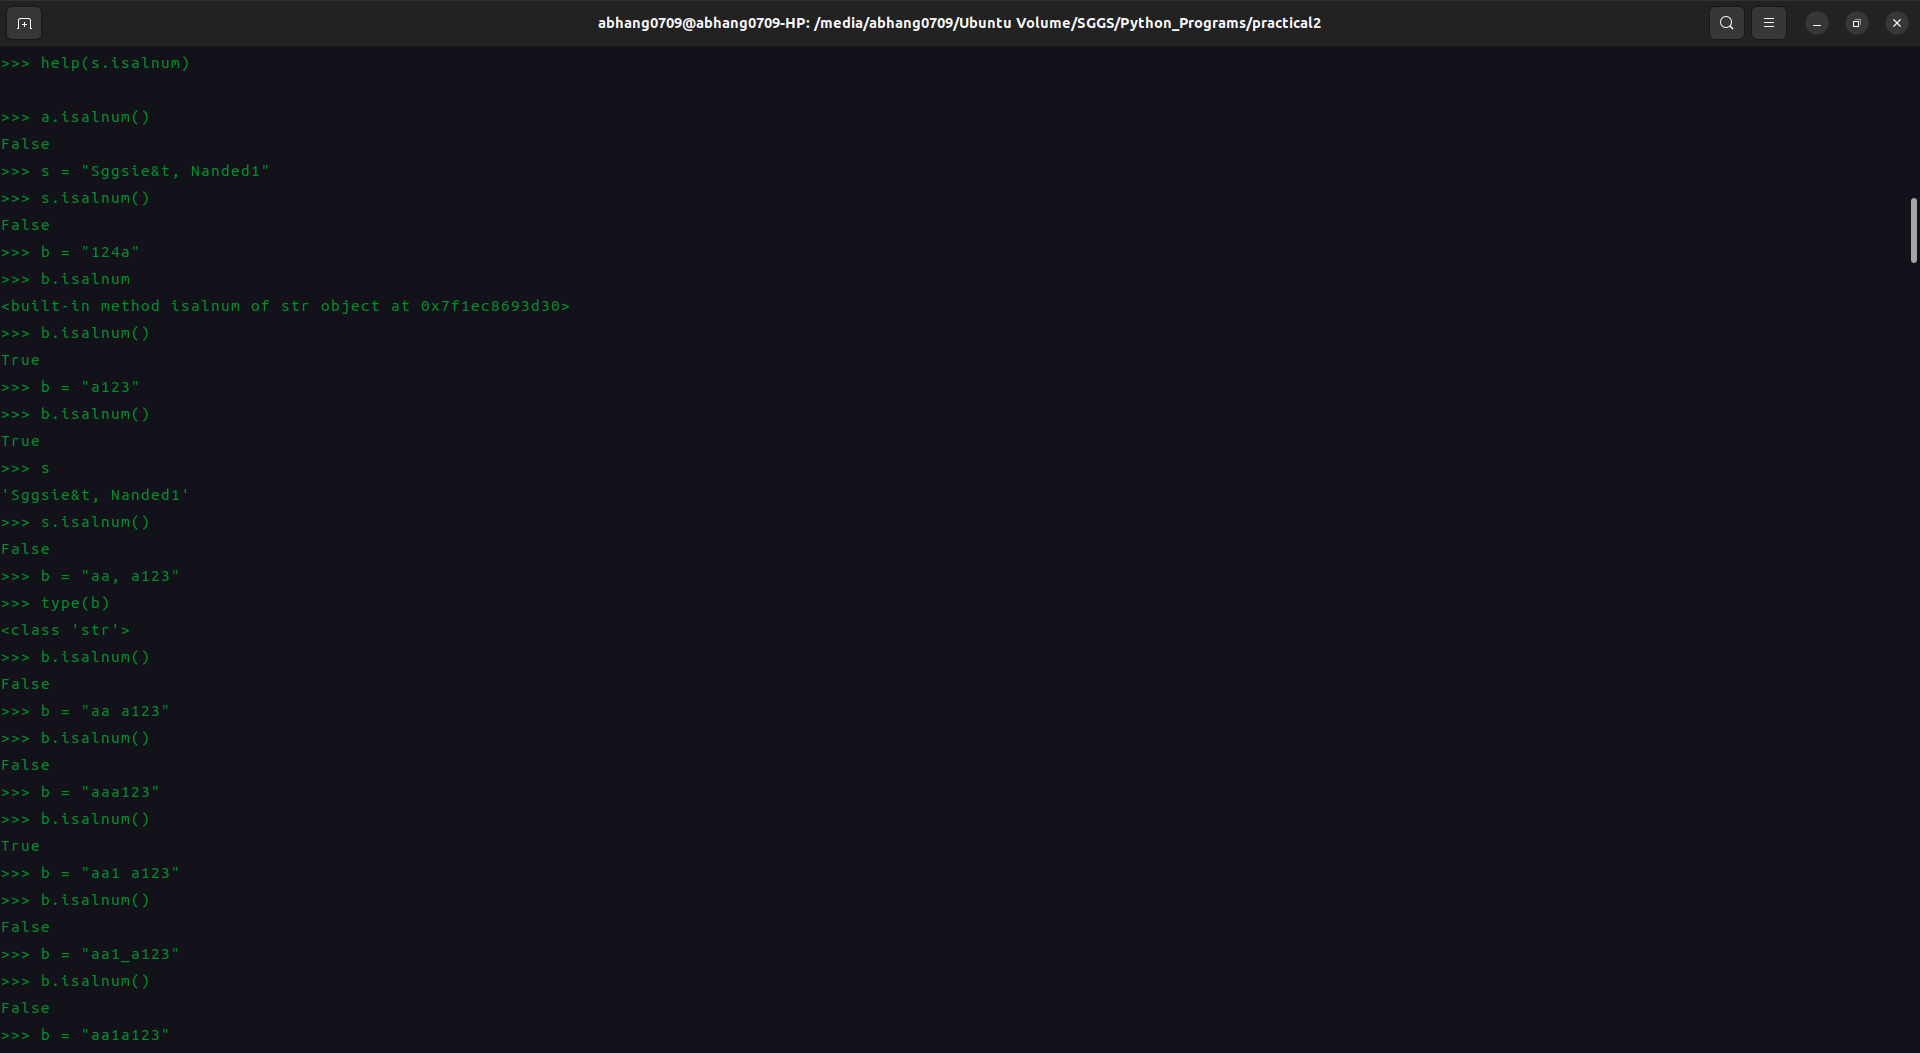 abhang0709@abhang0709-HP: /media/abhang0709/Ubuntu Volume/SGGS/Python_Programs/practical2
>>> help(s.isalnum)
>>> a.isalnum()
False
>>> s = "Sggsie&t, Nanded1"
>>> s.isalnum()
False
>>> b = "124a"
>>> b.isalnum
<built-in method isalnum of str object at 0x7f1ec8693d30>
>>> b.isalnum()
True
>>> b = "a123"
>>> b.isalnum()
True
>>> s
'Sggsie&t, Nanded1'
>>> s.isalnum()
False
>>> b = "aa, a123"
>>> type(b)
<class 'str'>
>>> b.isalnum()
False
>>> b = "aa a123"
>>> b.isalnum()
False
>>> b = "aaa123"
>>> b.isalnum()
True
>>> b = "aa1 a123"
>>> b.isalnum()
False
>>> b = "aa1_a123"
>>> b.isalnum()
False
>>> b = "aa1a123"